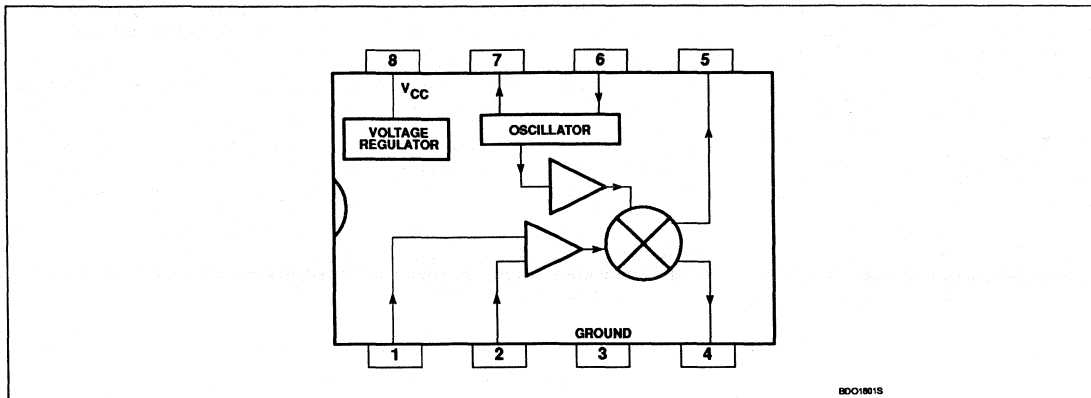 8 7 6 5
VCC
VOLTAGE
REGULATOR
OSCILLATOR
GROUND
1 2 3 4
BDO1801S